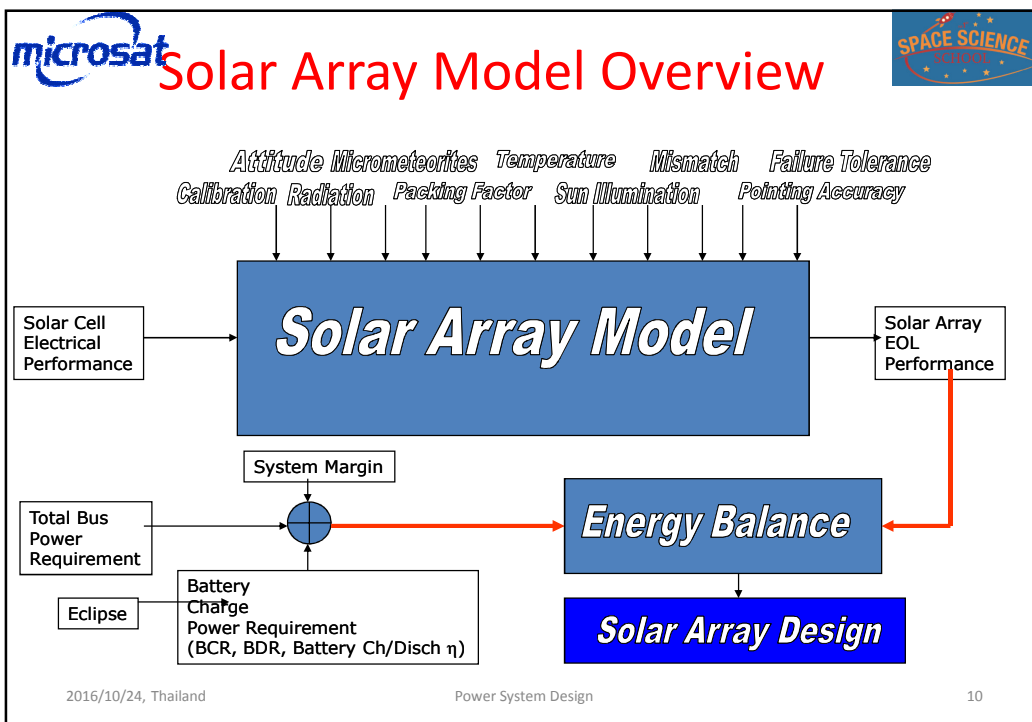 microsat
SPACE SCIENCE
SCHOOL
Solar Array Model Overview
Attitude Micrometeorites Temperature Mismatch Failure Tolerance
Calibration Radiation Packing Factor Sun Illumination Pointing Accuracy
Solar Cell
Electrical
Performance
Solar Array Model
Solar Array
EOL
Performance
System Margin
Total Bus
Power
Requirement
Energy Balance
Eclipse
Battery
Charge
Power Requirement
(BCR, BDR, Battery Ch/Disch η)
Solar Array Design
2016/10/24, Thailand
Power System Design
10